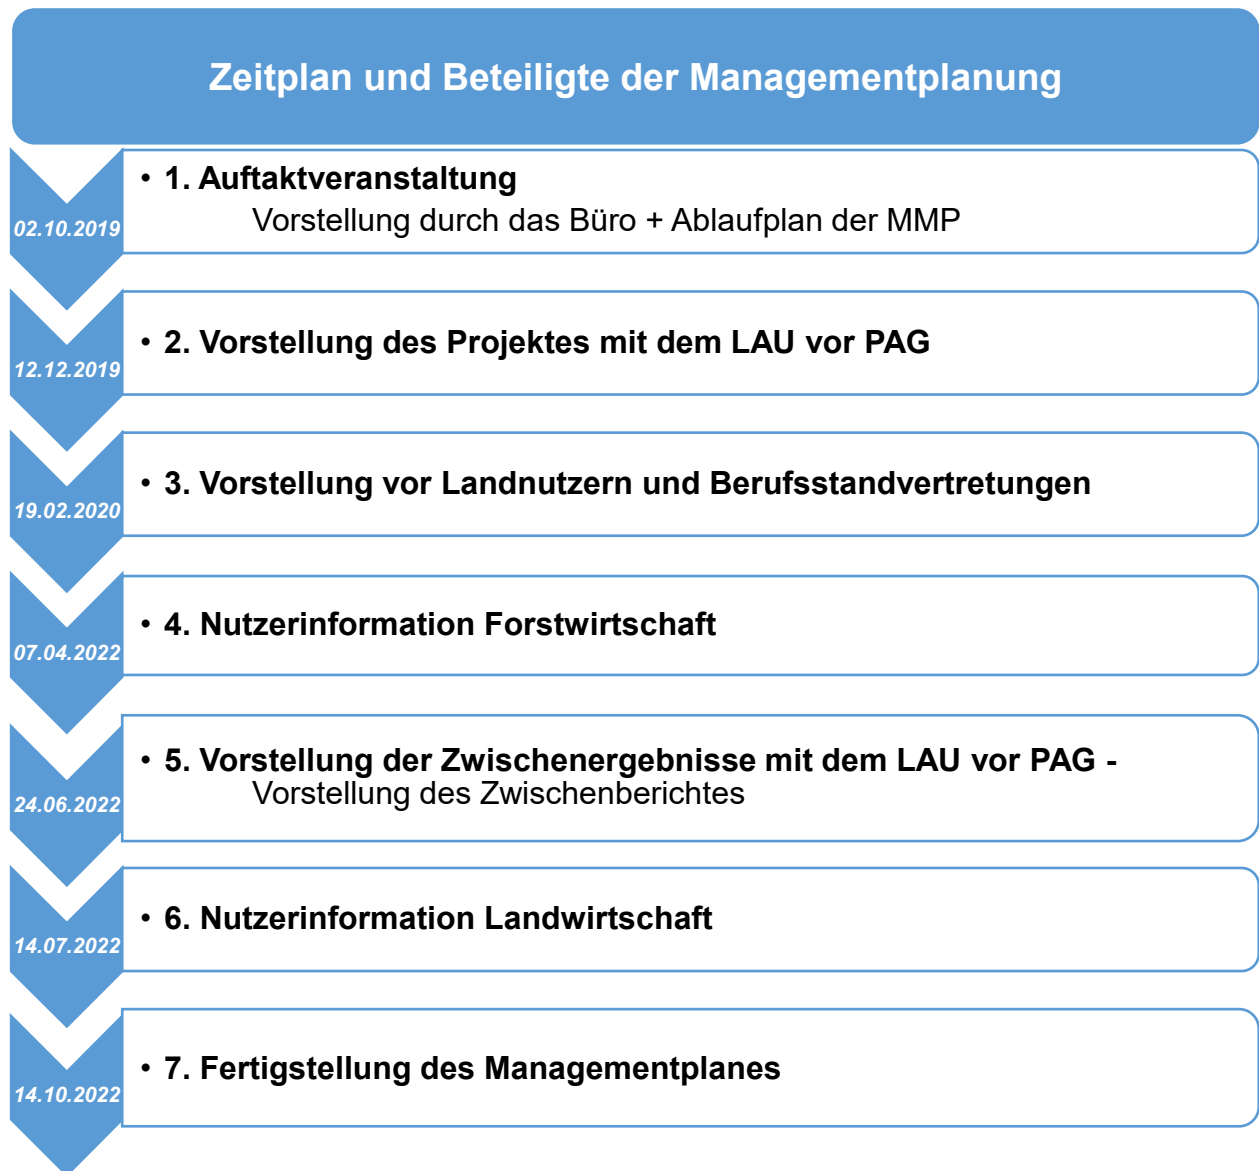 Zeitplan und Beteiligte der Managementplanung
02.10.2019
• 1. Auftaktveranstaltung
Vorstellung durch das Büro + Ablaufplan der MMP
12.12.2019
• 2. Vorstellung des Projektes mit dem LAU vor PAG
19.02.2020
• 3. Vorstellung vor Landnutzern und Berufsstandvertretungen
07.04.2022
• 4. Nutzerinformation Forstwirtschaft
24.06.2022
• 5. Vorstellung der Zwischenergebnisse mit dem LAU vor PAG -
Vorstellung des Zwischenberichtes
14.07.2022
• 6. Nutzerinformation Landwirtschaft
14.10.2022
• 7. Fertigstellung des Managementplanes